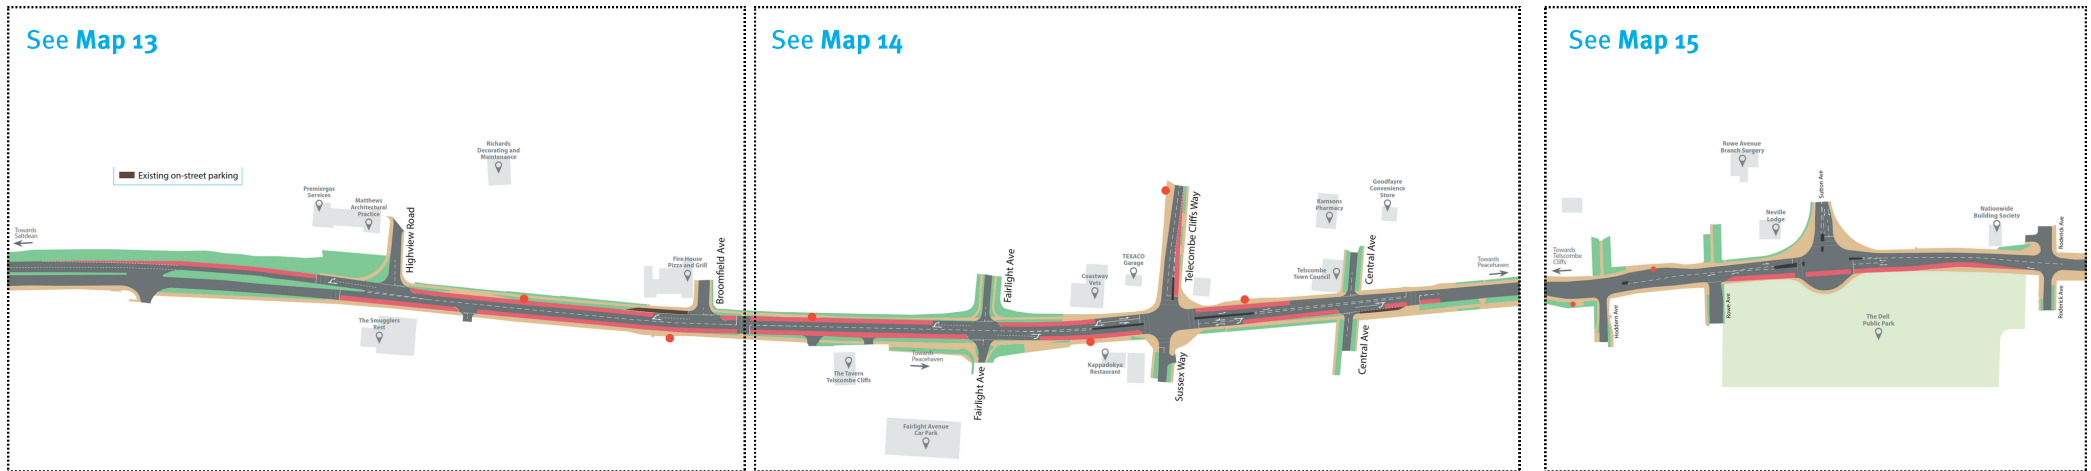 See Map 13
Richards
Decorating and
Maintenance
Existing on-street parking
Premiergas
Services
Matthews
Architectural
Practice
Highview Road
Towards
Saltdean
Fire House
Pizza and Grill
Broomfield Ave
The Smugglers
Rest
See Map 14
Telecombe Cliffs Way
Goodfayre
Convenience
Store
Kamsons
Pharmacy
Fairlight Ave
TEXACO
Garage
Coastway
Vets
Telscombe
Town Council
Central Ave
Towards
Peacehaven
The Tavern
Telscombe Cliffs
Towards
Peacehaven
Fairlight Ave
Kappadokya
Restaurant
Sussex Way
Central Ave
Fairlight Avenue
Car Park
See Map 15
Rowe Avenue
Branch Surgery
Sutton Ave
Neville
Lodge
Nationwide
Building Society
Roderick Ave
Towards
Telscombe
Cliffs
Hoddern Ave
Rowe Ave
The Dell
Public Park
Roderick Ave